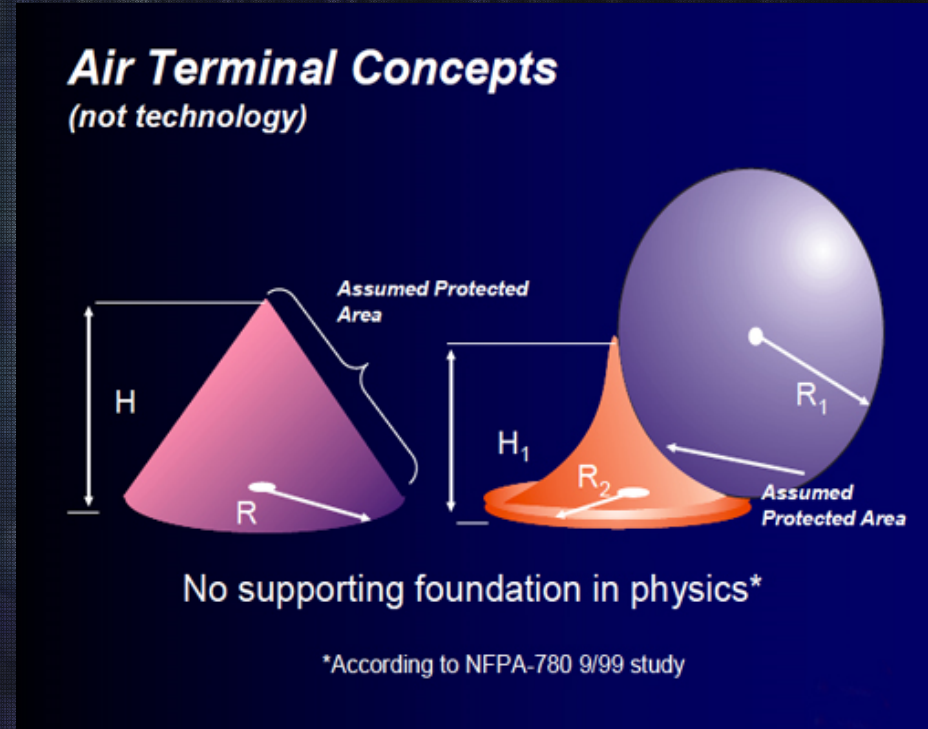 Air Terminal Concepts
(not technology)
Assumed Protected
Area
H
R
H₁
R₂
R₁
Assumed
Protected Area
No supporting foundation in physics*
*According to NFPA-780 9/99 study